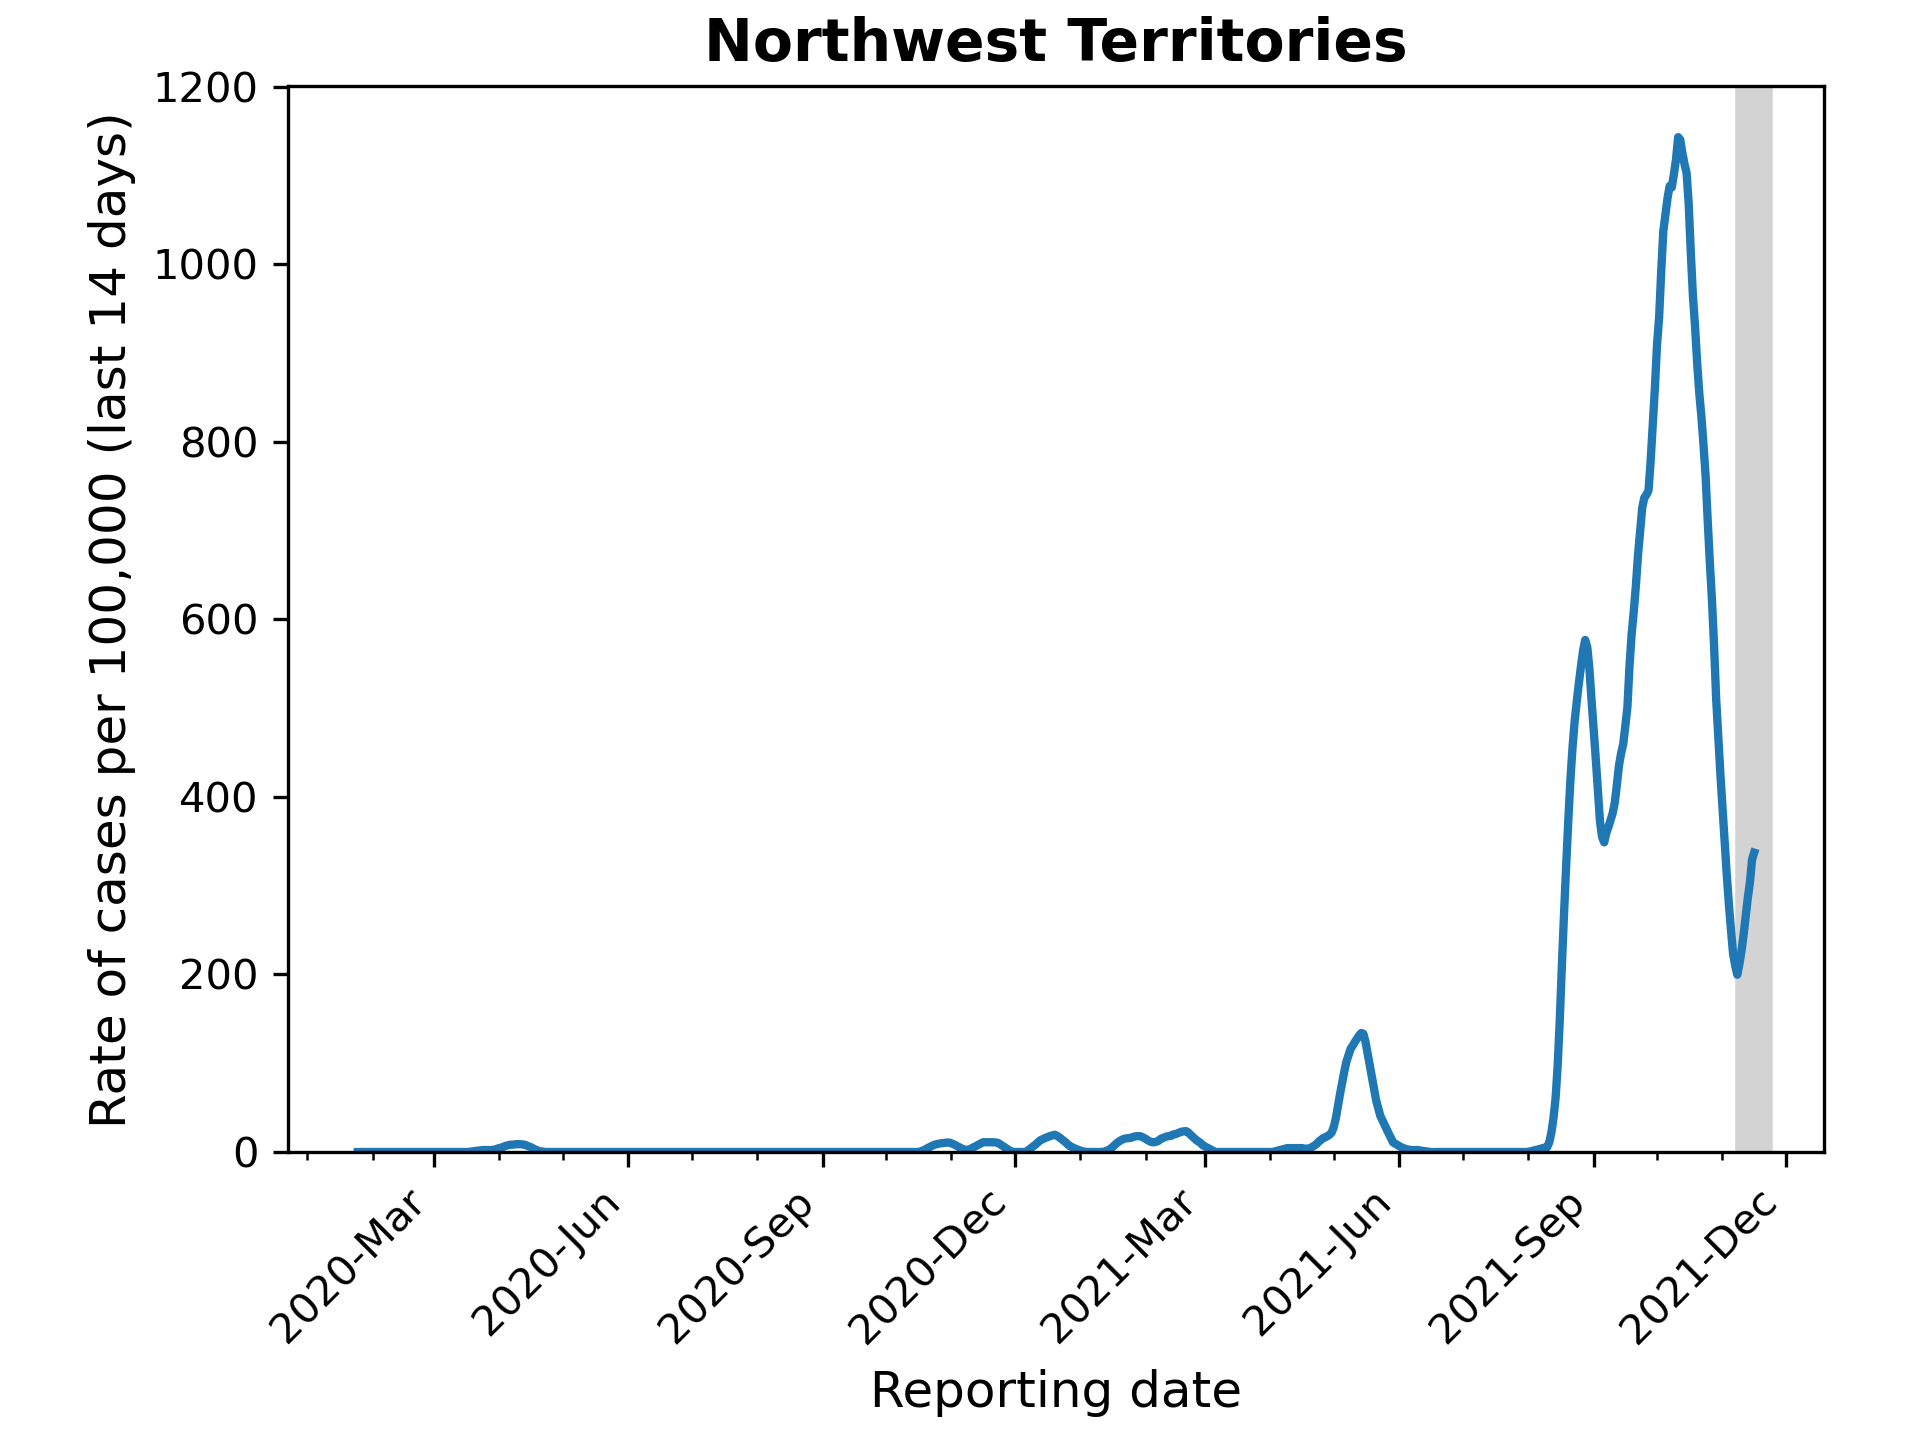 Northwest Territories
Rate of cases per 100,000 (last 14 days)
1200
1000
800
600
400
200
0
2020-Mar
2020-Jun
2020-Sep
2020-Dec
2021-Mar
2021-Jun
2021-Sep
2021-Dec
Reporting date